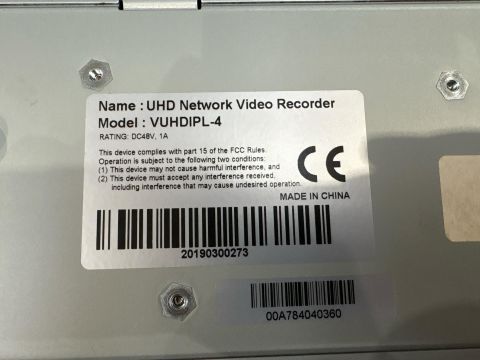 Name : UHD Network Video Recorder
Model : VUHDIPL-4
RATING: DC48V, 1A
This device complies with part 15 of the FCC Rules.
Operation is subject to the following two conditions:
(1) This device may not cause harmful interference, and
(2) This device must accept any interference received,
including interference that may cause undesired operation.
CE
MADE IN CHINA
20190300273
00A784040360